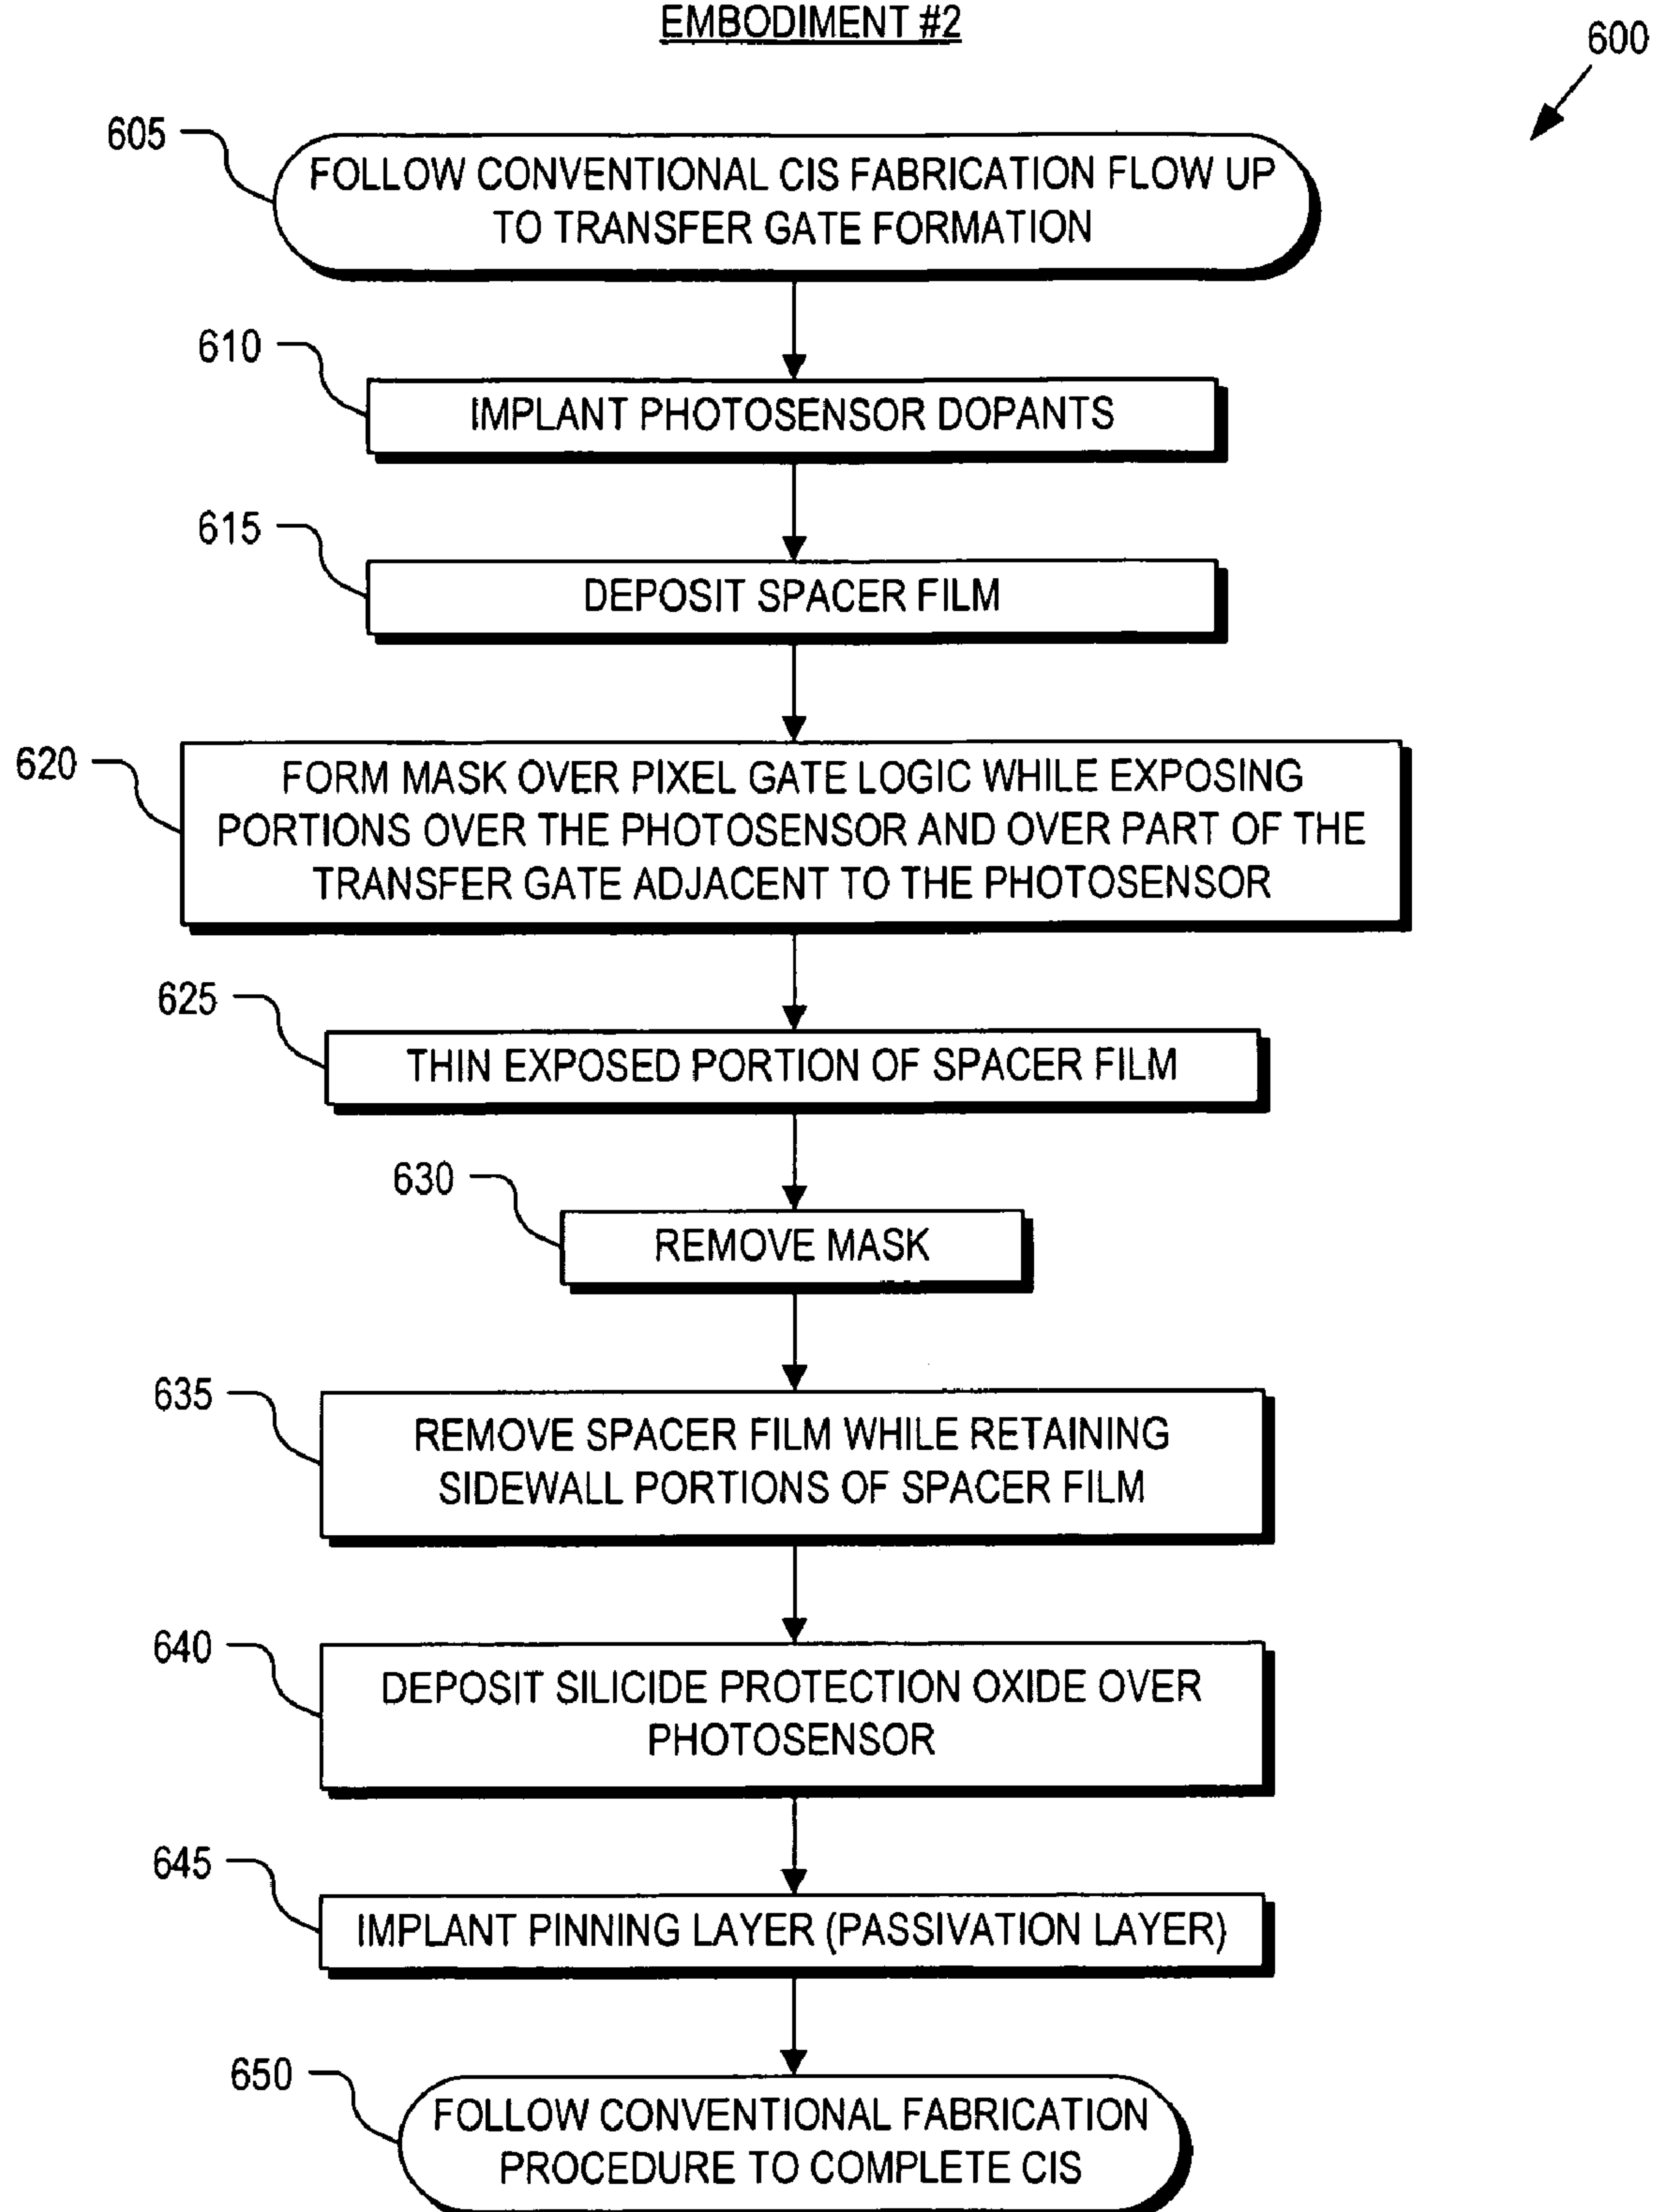 EMBODIMENT #2
600
605
FOLLOW CONVENTIONAL CIS FABRICATION FLOW UP
TO TRANSFER GATE FORMATION
610
IMPLANT PHOTOSENSOR DOPANTS
615
DEPOSIT SPACER FILM
620
FORM MASK OVER PIXEL GATE LOGIC WHILE EXPOSING
PORTIONS OVER THE PHOTOSENSOR AND OVER PART OF THE
TRANSFER GATE ADJACENT TO THE PHOTOSENSOR
625
THIN EXPOSED PORTION OF SPACER FILM
630
REMOVE MASK
635
REMOVE SPACER FILM WHILE RETAINING
SIDEWALL PORTIONS OF SPACER FILM
640
DEPOSIT SILICIDE PROTECTION OXIDE OVER
PHOTOSENSOR
645
IMPLANT PINNING LAYER (PASSIVATION LAYER)
650
FOLLOW CONVENTIONAL FABRICATION
PROCEDURE TO COMPLETE CIS